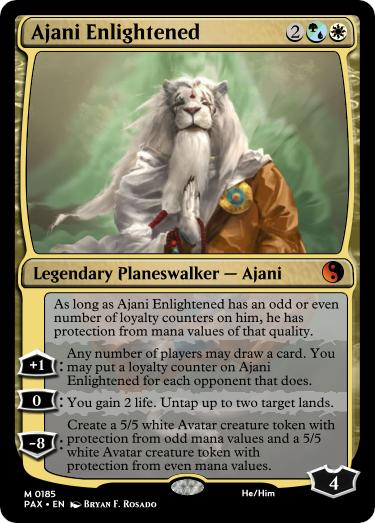 Ajani Enlightened 2
Legendary Planeswalker — Ajani
As long as Ajani Enlightened has an odd or even
number of loyalty counters on him, he has
protection from mana values of that quality.
+1: Any number of players may draw a card. You
may put a loyalty counter on Ajani
Enlightened for each opponent that does.
0: You gain 2 life. Untap up to two target lands.
-8: Create a 5/5 white Avatar creature token with
protection from odd mana values and a 5/5
white Avatar creature token with
protection from even mana values.
4
M 0185
He/Him
PAX • EN Bryan F. Rosado